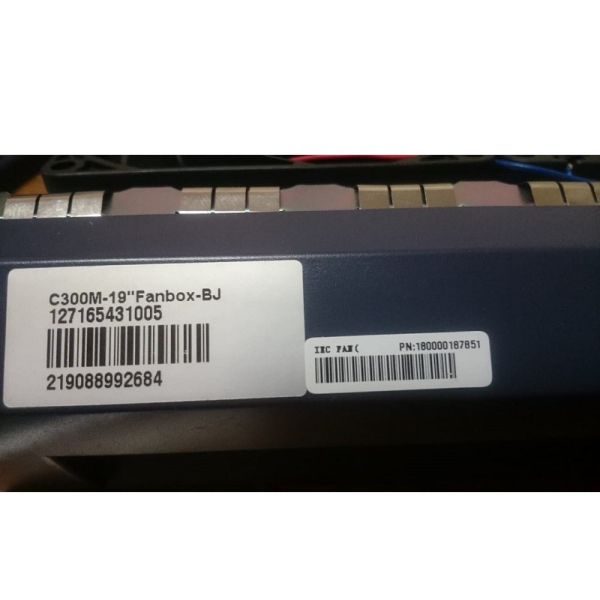 C300M-19"Fanbox-BJ
127165431005
219088992684
IEC FAN(
PN:180000187851